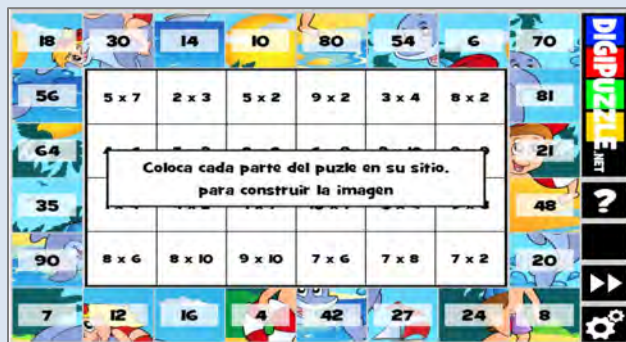 18 30 14 10 80 54 6 70
56 5 x 7 2 x 3 5 x 2 9 x 2 3 x 4 8 x 2 81
64 21
Coloca cada parte del puzle en su sitio.
para construir la imagen
35 48
90 8 x 6 8 x 10 9 x 10 7 x 6 7 x 8 7 x 2 20
7 12 16 4 42 27 24 8
DIGIPUZZLE.NET
?